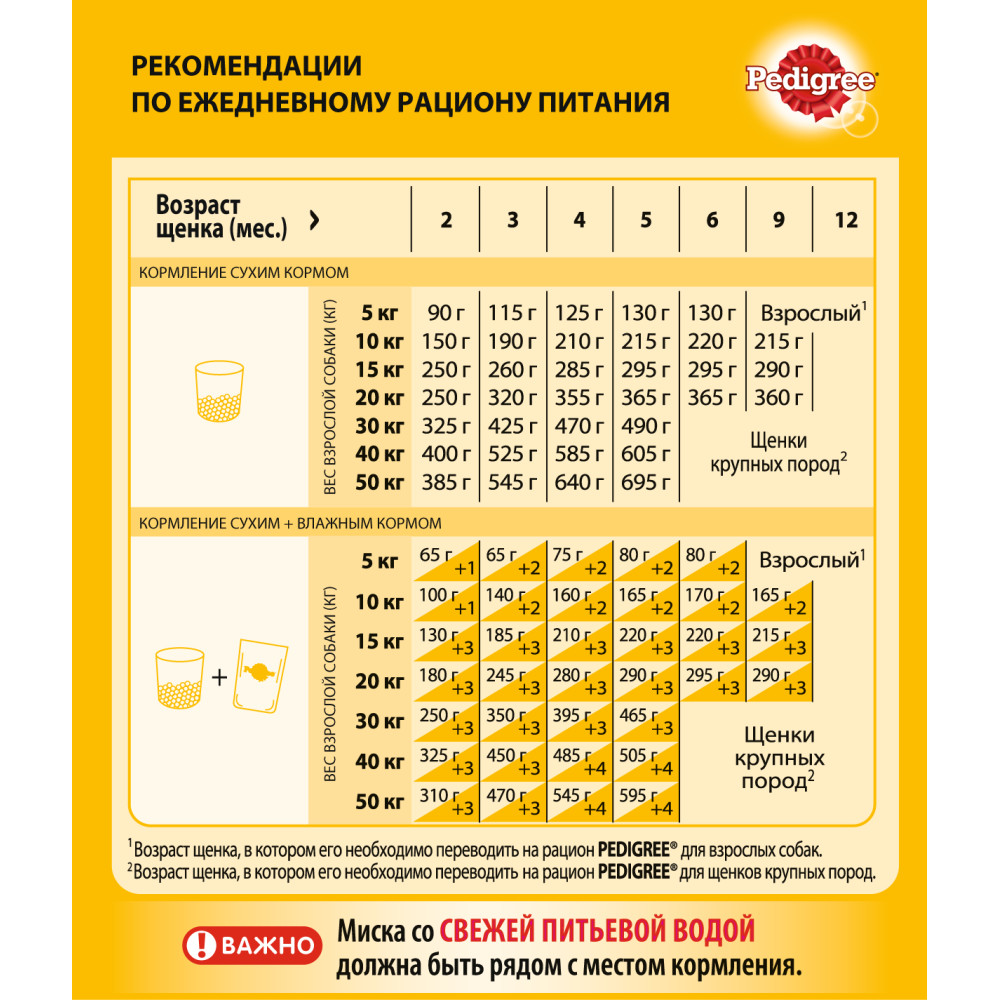 РЕКОМЕНДАЦИИ
ПО ЕЖЕДНЕВНОМУ РАЦИОНУ ПИТАНИЯ
Pedigree®
Возраст
щенка (мес.) 2 3 4 5 6 9 12
КОРМЛЕНИЕ СУХИМ КОРМОМ
ВЕС ВЗРОСЛОЙ СОБАКИ (КГ)
5 кг 90 г 115 г 125 г 130 г 130 г Взрослый¹
10 кг 150 г 190 г 210 г 215 г 220 г 215 г
15 кг 250 г 260 г 285 г 295 г 295 г 290 г
20 кг 250 г 320 г 355 г 365 г 365 г 360 г
30 кг 325 г 425 г 470 г 490 г
40 кг 400 г 525 г 585 г 605 г
50 кг 385 г 545 г 640 г 695 г
Щенки
крупных пород²
КОРМЛЕНИЕ СУХИМ + ВЛАЖНЫМ КОРМОМ
ВЕС ВЗРОСЛОЙ СОБАКИ (КГ)
+
5 кг 65 г +1 65 г +2 75 г +2 80 г +2 80 г +2 Взрослый¹
10 кг 100 г +1 140 г +2 160 г +2 165 г +2 170 г +2 165 г +2
15 кг 130 г +3 185 г +3 210 г +3 220 г +3 220 г +3 215 г +3
20 кг 180 г +3 245 г +3 280 г +3 290 г +3 295 г +3 290 г +3
30 кг 250 г +3 350 г +3 395 г +3 465 г +3
40 кг 325 г +3 450 г +3 485 г +4 505 г +4
50 кг 310 г +3 470 г +3 545 г +4 595 г +4
Щенки
крупных
пород²
¹Возраст щенка, в котором его необходимо переводить на рацион PEDIGREE® для взрослых собак.
²Возраст щенка, в котором его необходимо переводить на рацион PEDIGREE® для щенков крупных пород.
! ВАЖНО
Миска со СВЕЖЕЙ ПИТЬЕВОЙ ВОДОЙ
должна быть рядом с местом кормления.